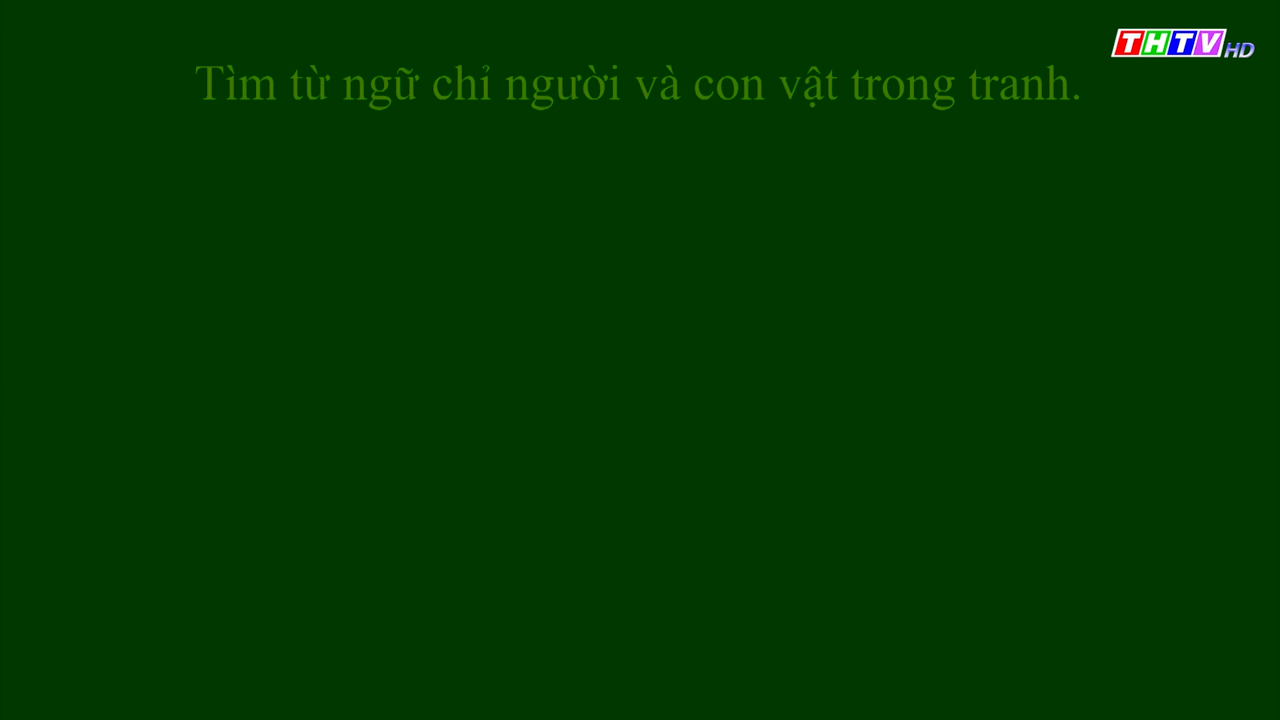 THTV HD
Tìm từ ngữ chỉ người và con vật trong tranh.